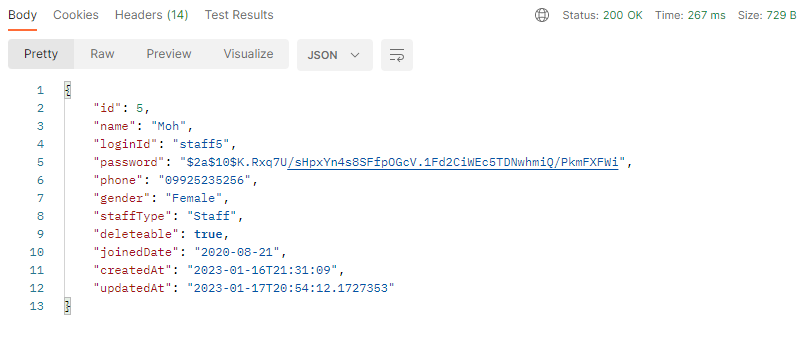 Body Cookies Headers (14) Test Results Status: 200 OK Time: 267 ms Size: 729 B
Pretty Raw Preview Visualize JSON
1 {
2 "id": 5,
3 "name": "Moh",
4 "loginId": "staff5",
5 "password": "$2a$10$K.Rxq7U/sHpxYn4s8SFfpOGcV.1Fd2CiWEc5TDNwhmiQ/PkmFXFWi",
6 "phone": "09925235256",
7 "gender": "Female",
8 "staffType": "Staff",
9 "deleteable": true,
10 "joinedDate": "2020-08-21",
11 "createdAt": "2023-01-16T21:31:09",
12 "updatedAt": "2023-01-17T20:54:12.1727353"
13 }